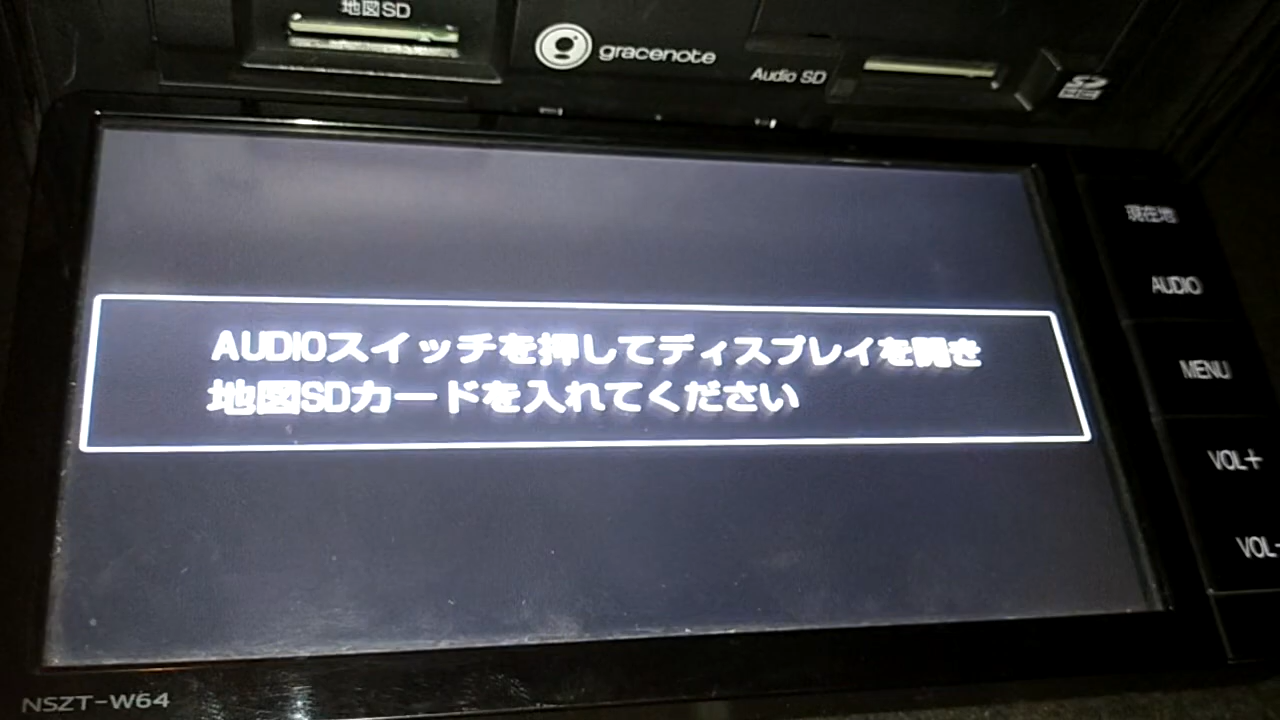 地図SD
gracenote
Audio SD
現在地
AUDIO
MENU
VOL+
VOL-
AUDIOスイッチを押してディスプレイを開き
地図SDカードを入れてください
NSZT-W64